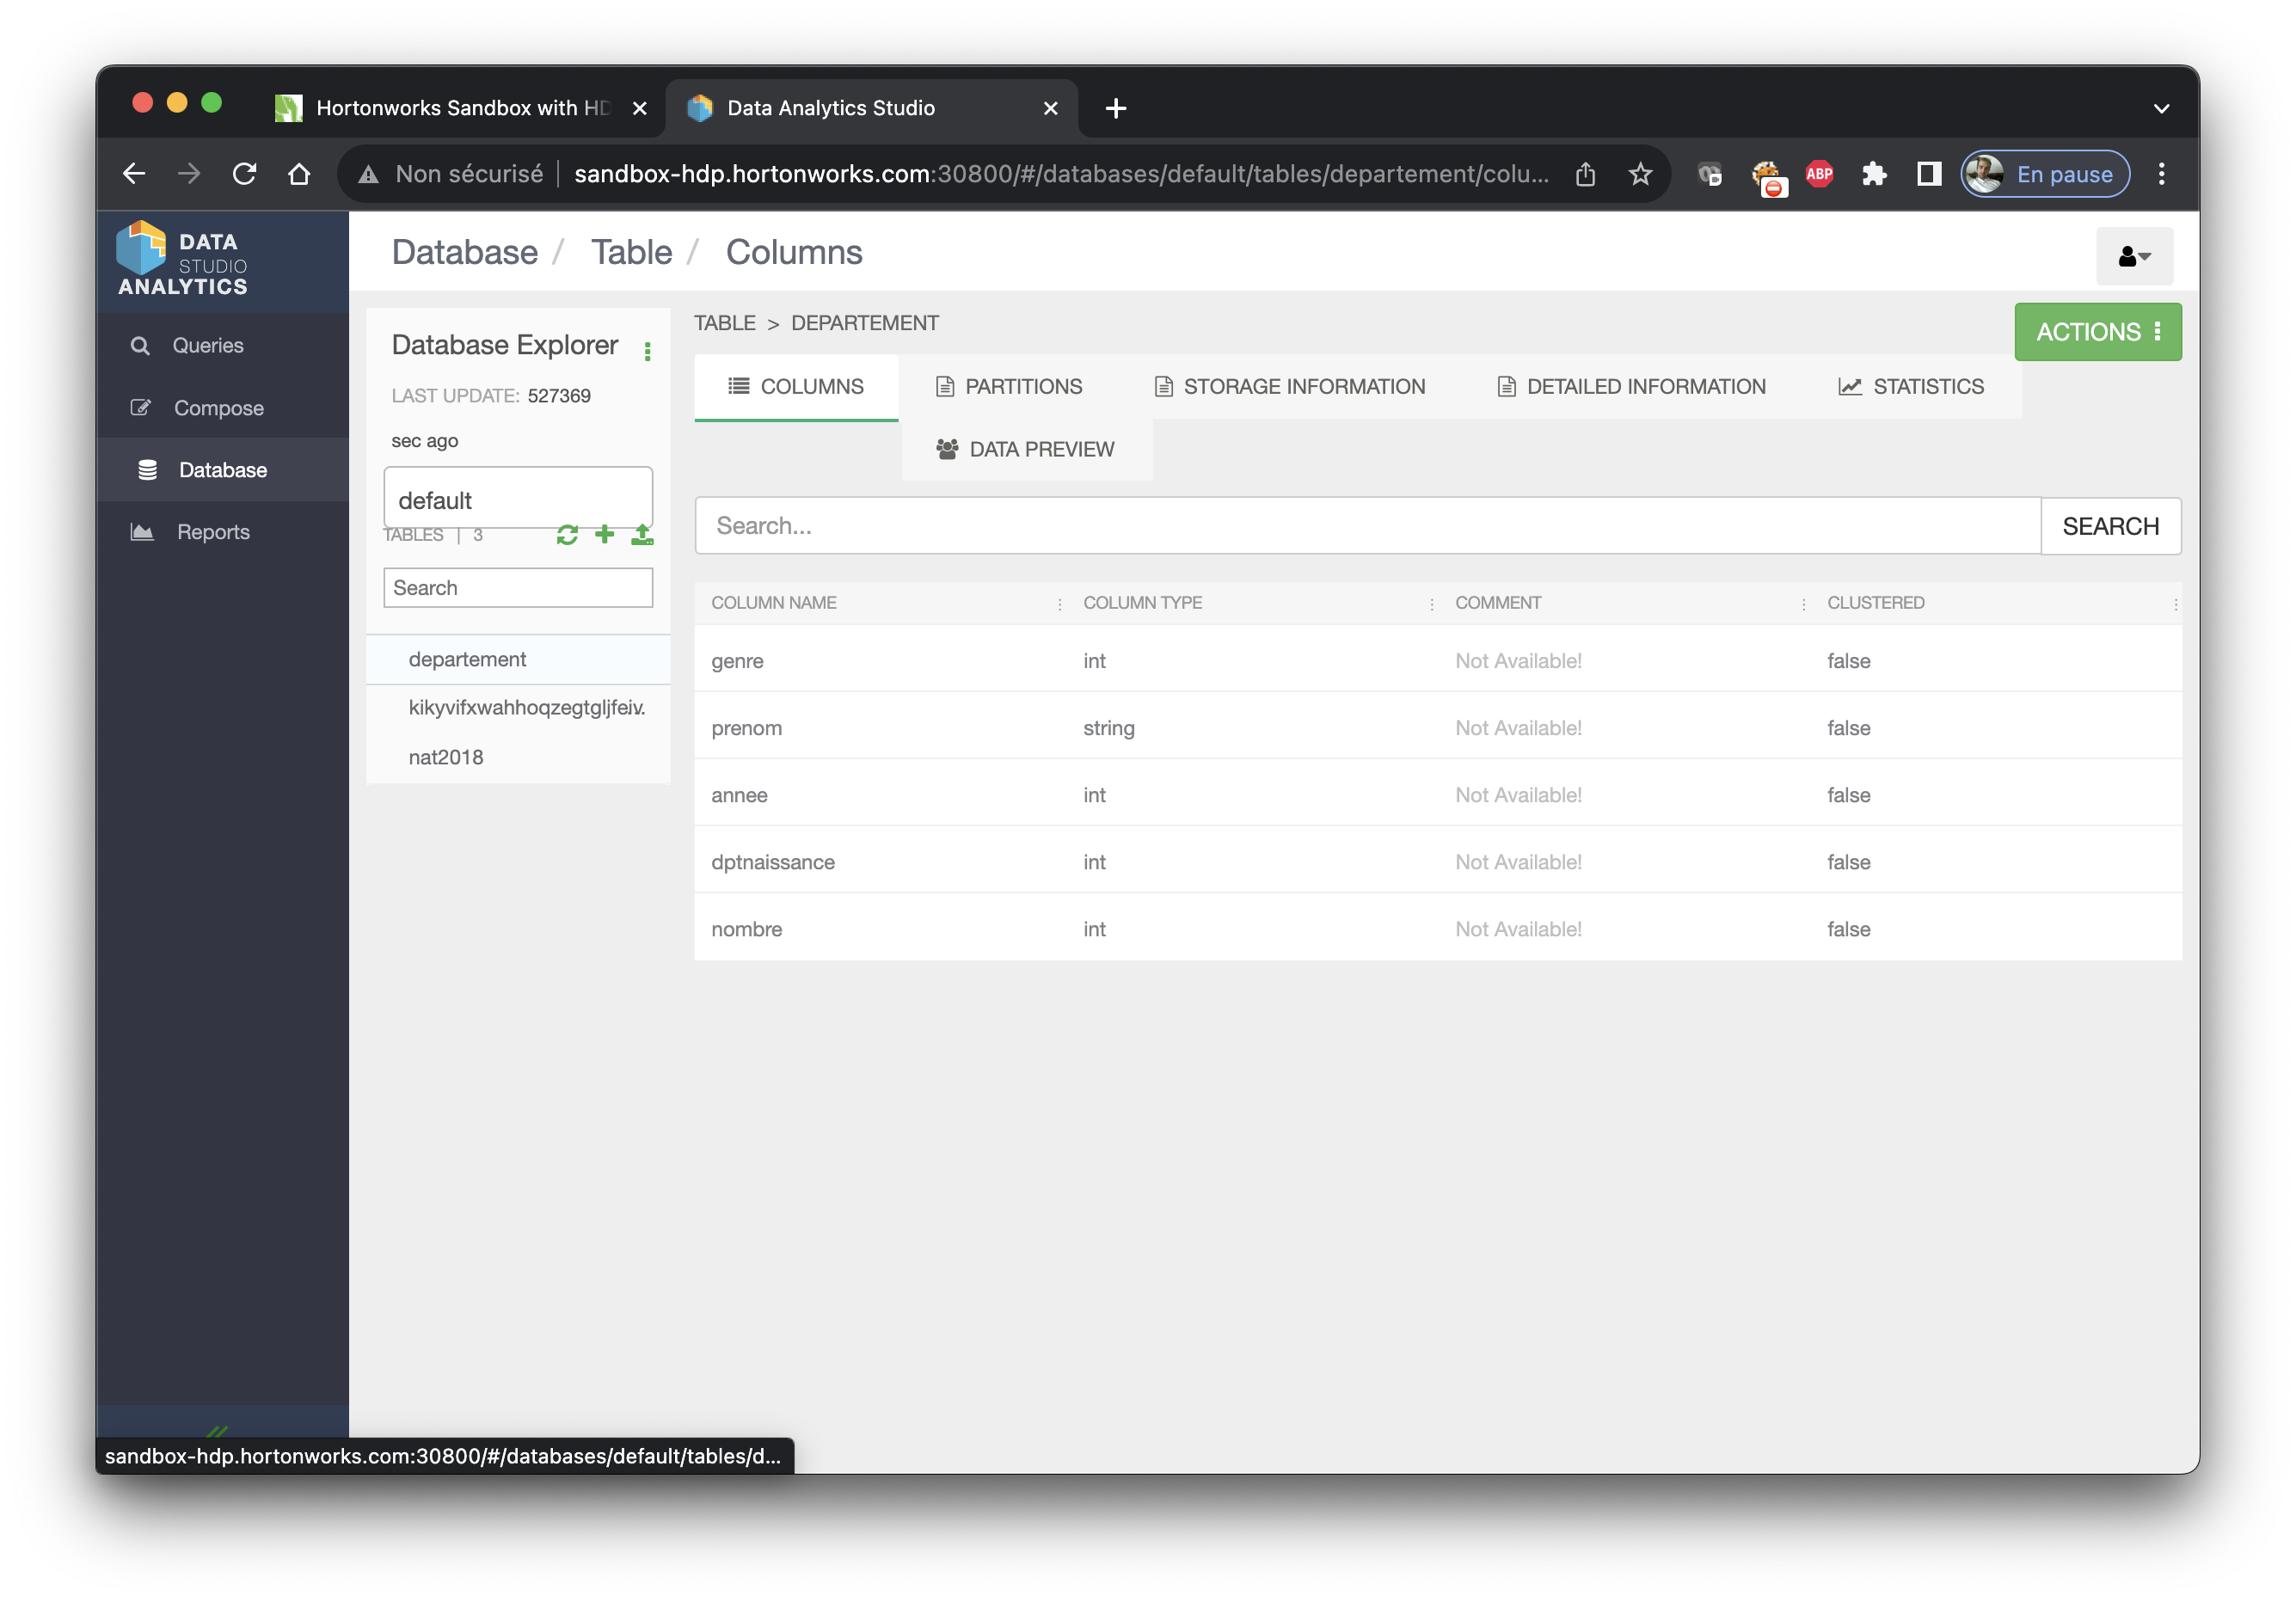 Hortonworks Sandbox with HD
Data Analytics Studio
Non sécurisé
sandbox-hdp.hortonworks.com:30800/#/databases/default/tables/departement/colu...
ABP
En pause
DATA
STUDIO
ANALYTICS
Queries
Compose
Database
Reports
Database / Table / Columns
Database Explorer
LAST UPDATE: 527369
sec ago
default
TABLES | 3
Search
departement
kikyvifxwahhoqzegtgljfeiv.
nat2018
TABLE > DEPARTEMENT
ACTIONS
COLUMNS
PARTITIONS
STORAGE INFORMATION
DETAILED INFORMATION
STATISTICS
DATA PREVIEW
Search...
SEARCH
COLUMN NAME COLUMN TYPE COMMENT CLUSTERED
genre int Not Available! false
prenom string Not Available! false
annee int Not Available! false
dptnaissance int Not Available! false
nombre int Not Available! false
sandbox-hdp.hortonworks.com:30800/#/databases/default/tables/d...